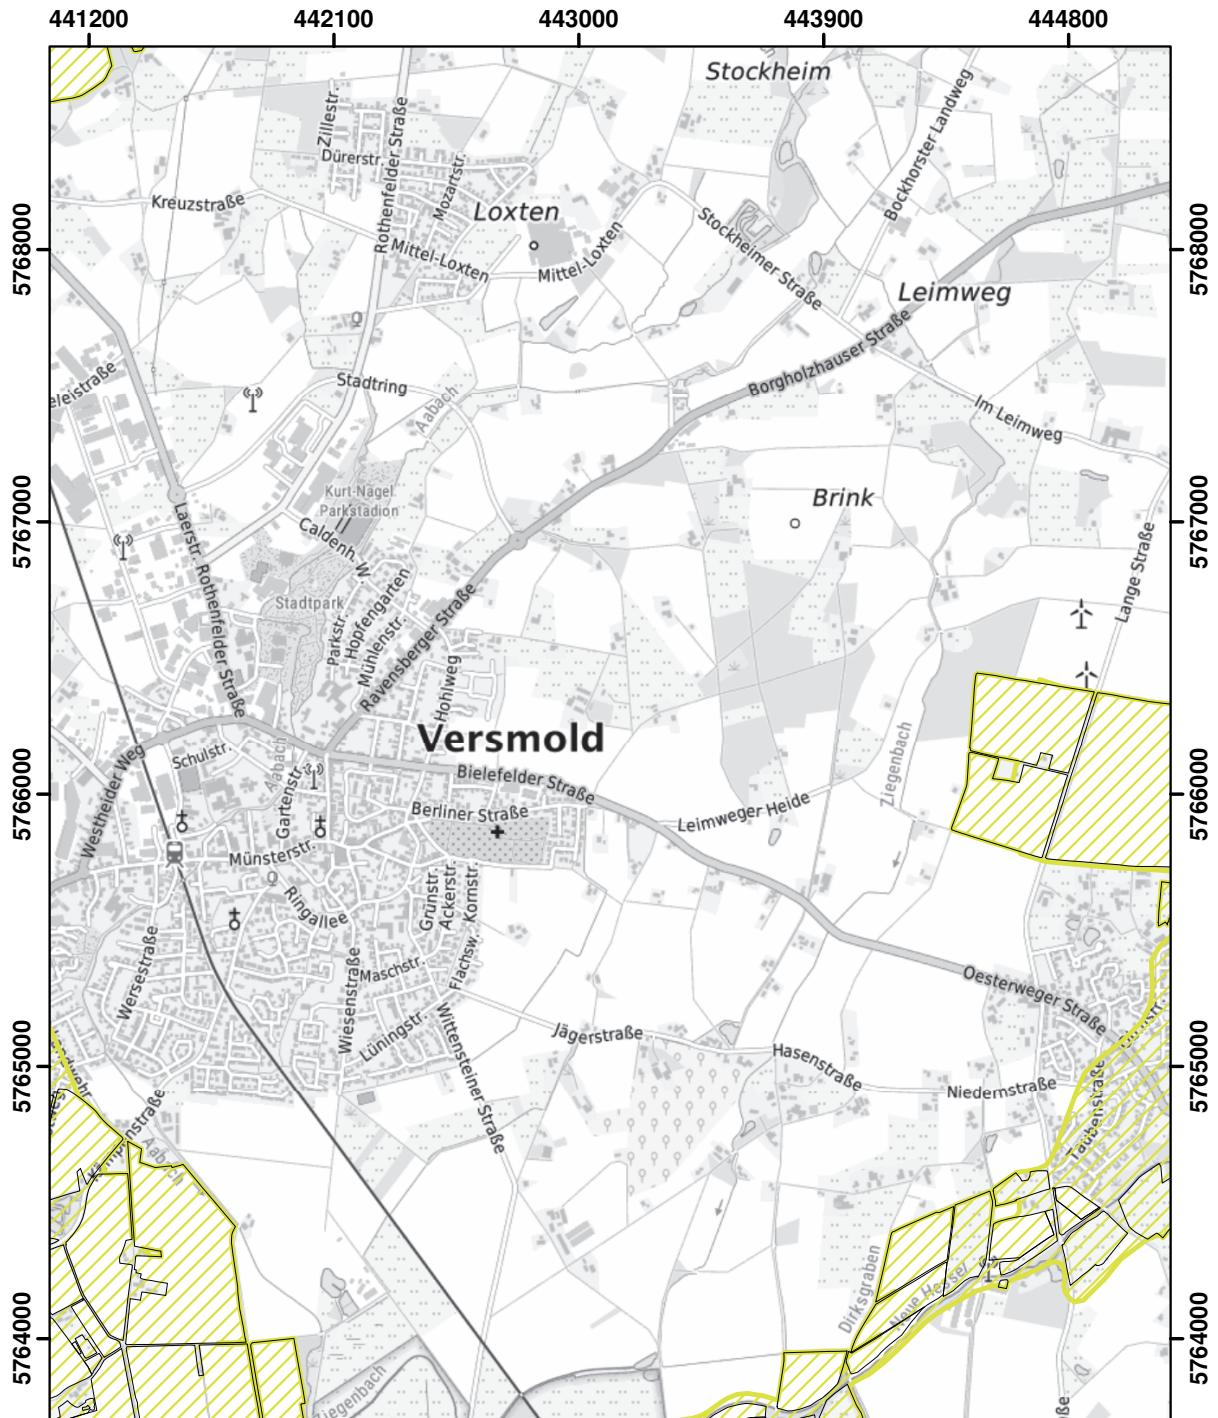 441200
442100
443000
443900
444800
Stockheim
Zillestr.
Rothenfelder Straße
Bockhorster Landweg
Dürerstr.
Mozartstr.
Kreuzstraße
Loxten
Stockheimer Straße
5768000
5768000
Mittel-Loxten
Mittel-Loxten
Leimweg
Borgholzhauser Straße
Stadtring
Aabach
Im Leimweg
Kurt-Nagel
Parkstadion
Brink
5767000
5767000
Laerstr.
Caldenh. W.
Lange Straße
Rothenfelder Straße
Stadtpark
Parkstr.
Hopfengarten
Mühlenstr.
Ravensberger Straße
Hohlweg
Versmold
Westheider Weg
Schulstr.
Aabach
Gartenstr.
Bielefelder Straße
Ziegenbach
5766000
5766000
Berliner Straße
Leimweger Heide
Münsterstr.
Ringallee
Grünstr.
Ackerstr.
Kornstr.
Flachsw.
Wersestraße
Wiesenstraße
Maschstr.
Oesterweger Straße
Lüningstr.
Wittensteiner Straße
Jägerstraße
Hasenstraße
Niedernstraße
5765000
5765000
Taubenstraße
Aabach
Dirksgraben
Neue Hessel
5764000
5764000
Ziegenbach